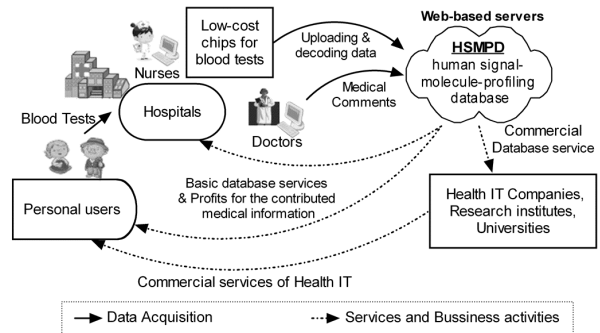 Low-cost
chips for
blood tests
Nurses
Uploading &
decoding data
Web-based servers
HSMPD
human signal-
molecule-profiling
database
Medical
Comments
Hospitals
Doctors
Blood Tests
Commercial
Database service
Personal users
Basic database services
& Profits for the contributed
medical information
Health IT Companies,
Research institutes,
Universities
Commercial services of Health IT
Data Acquisition
Services and Bussiness activities